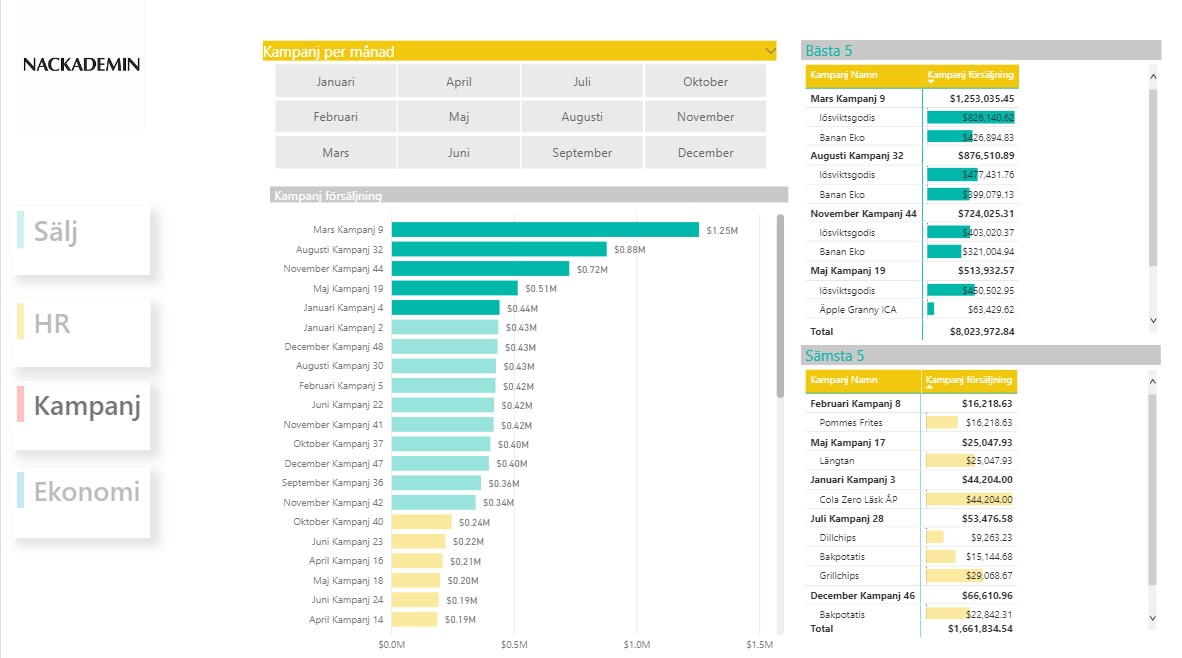 NACKADEMIN
Sälj
HR
Kampanj
Ekonomi
Kampanj per månad
Januari April Juli Oktober
Februari Maj Augusti November
Mars Juni September December
Kampanj försäljning
Mars Kampanj 9 $1.25M
Augusti Kampanj 32 $0.88M
November Kampanj 44 $0.72M
Maj Kampanj 19 $0.51M
Januari Kampanj 4 $0.44M
Januari Kampanj 2 $0.43M
December Kampanj 48 $0.43M
Augusti Kampanj 30 $0.43M
Februari Kampanj 5 $0.42M
Juni Kampanj 22 $0.42M
November Kampanj 41 $0.42M
Oktober Kampanj 37 $0.40M
December Kampanj 47 $0.40M
September Kampanj 36 $0.36M
November Kampanj 42 $0.34M
Oktober Kampanj 40 $0.24M
Juni Kampanj 23 $0.22M
April Kampanj 16 $0.21M
Maj Kampanj 18 $0.20M
Juni Kampanj 24 $0.19M
April Kampanj 14 $0.19M
$0.0M $0.5M $1.0M $1.5M
Bästa 5
Kampanj Namn Kampanj försäljning
Mars Kampanj 9 $1,253,035.45
lösviktsgodis $826,140.62
Banan Eko $426,894.83
Augusti Kampanj 32 $876,510.89
lösviktsgodis $477,431.76
Banan Eko $399,079.13
November Kampanj 44 $724,025.31
lösviktsgodis $403,020.37
Banan Eko $321,004.94
Maj Kampanj 19 $513,932.57
lösviktsgodis $450,502.95
Äpple Granny ICA $63,429.62
Total $8,023,972.84
Sämsta 5
Kampanj Namn Kampanj försäljning
Februari Kampanj 8 $16,218.63
Pommes Frites $16,218.63
Maj Kampanj 17 $25,047.93
Långtan $25,047.93
Januari Kampanj 3 $44,204.00
Cola Zero Läsk ÅP $44,204.00
Juli Kampanj 28 $53,476.58
Dillchips $9,263.23
Bakpotatis $15,144.68
Grillchips $29,068.67
December Kampanj 46 $66,610.96
Bakpotatis $22,842.31
Total $1,661,834.54